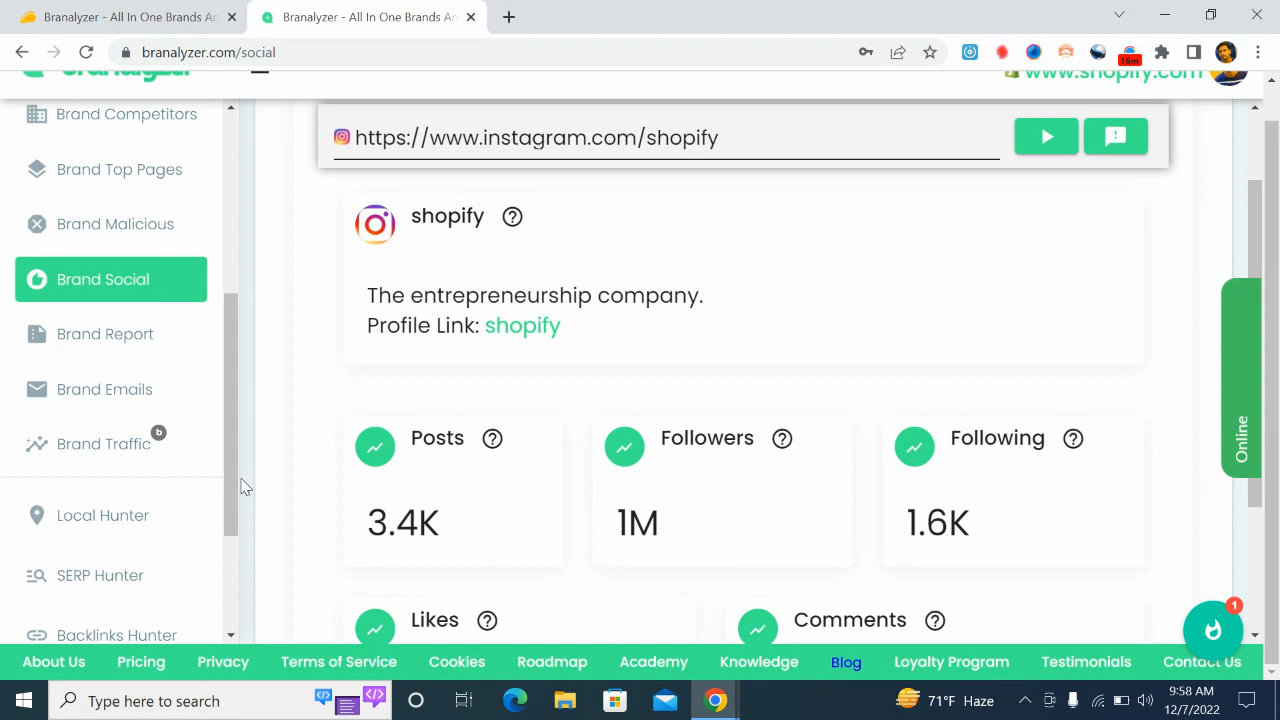 Branalyzer - All In One Brands An
Branalyzer - All In One Brands An
branalyzer.com/social
16m
Branalyzer
www.shopify.com
Brand Competitors
Brand Top Pages
Brand Malicious
Brand Social
Brand Report
Brand Emails
Brand Traffic
b
Local Hunter
SERP Hunter
Backlinks Hunter
https://www.instagram.com/shopify
shopify
The entrepreneurship company.
Profile Link: shopify
Posts
3.4K
Followers
1M
Following
1.6K
Likes
Comments
Online
1
About Us Pricing Privacy Terms of Service Cookies Roadmap Academy Knowledge Blog Loyalty Program Testimonials Contact Us
Type here to search
71°F Haze
9:58 AM
12/7/2022